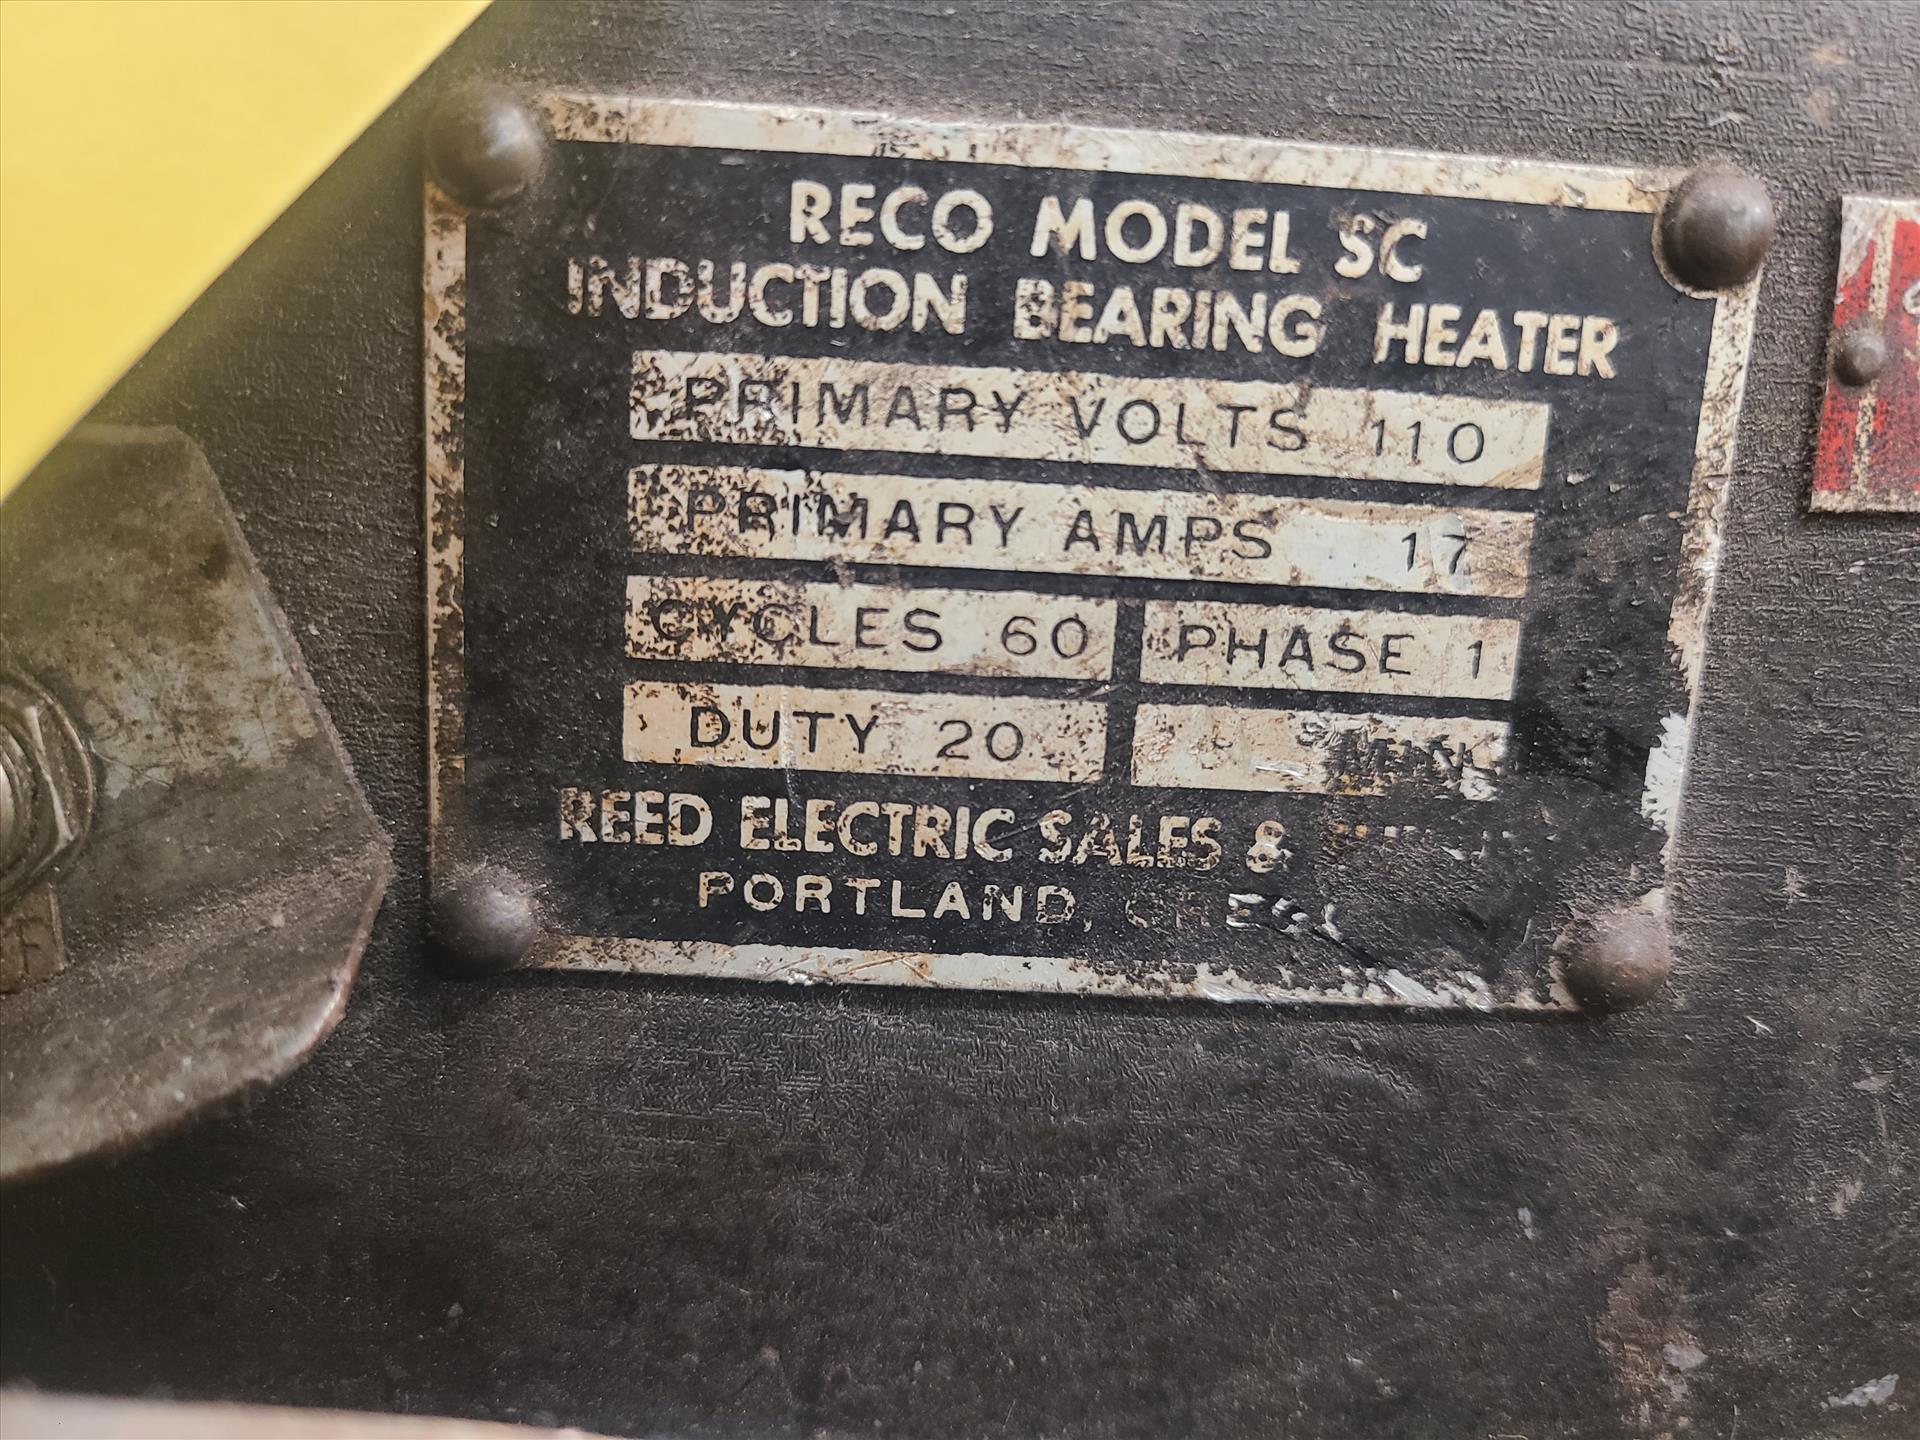 RECO MODEL SC
INDUCTION BEARING HEATER
PRIMARY VOLTS 110
PRIMARY AMPS 17
CYCLES 60 PHASE 1
DUTY 20 MIN.
REED ELECTRIC SALES &
PORTLAND,